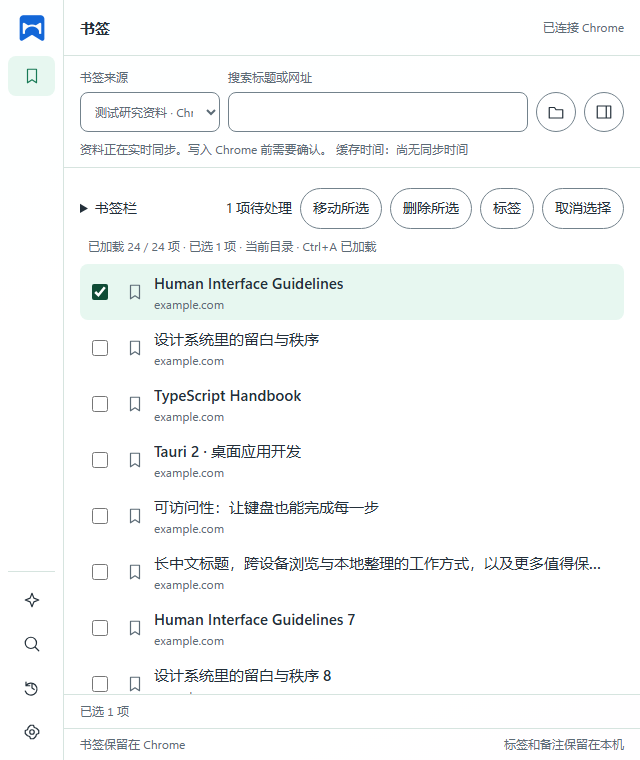 书签
已连接 Chrome
书签来源
搜索标题或网址
测试研究资料 · Chr
资料正在实时同步。写入 Chrome 前需要确认。 缓存时间：尚无同步时间
书签栏
1 项待处理
移动所选
删除所选
标签
取消选择
已加载 24 / 24 项 · 已选 1 项 · 当前目录 · Ctrl+A 已加载
Human Interface Guidelines
example.com
设计系统里的留白与秩序
example.com
TypeScript Handbook
example.com
Tauri 2 · 桌面应用开发
example.com
可访问性：让键盘也能完成每一步
example.com
长中文标题，跨设备浏览与本地整理的工作方式，以及更多值得保...
example.com
Human Interface Guidelines 7
example.com
设计系统里的留白与秩序 8
已选 1 项
书签保留在 Chrome
标签和备注保留在本机